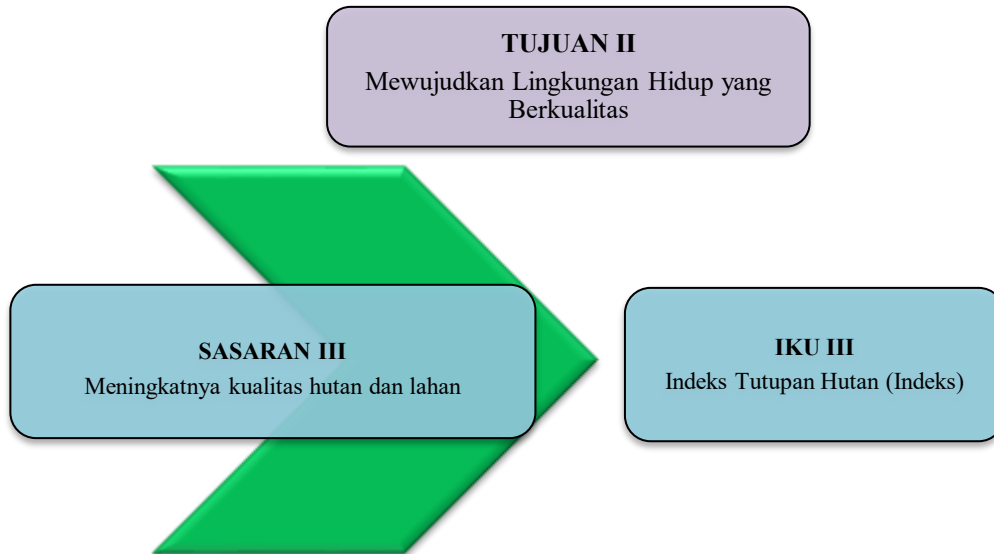 TUJUAN II
Mewujudkan Lingkungan Hidup yang
Berkualitas
SASARAN III
Meningkatnya kualitas hutan dan lahan
IKU III
Indeks Tutupan Hutan (Indeks)